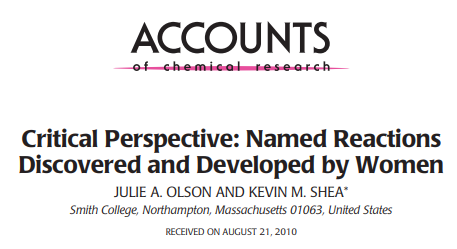 ACCOUNTS
of chemical research
Critical Perspective: Named Reactions
Discovered and Developed by Women
JULIE A. OLSON AND KEVIN M. SHEA*
Smith College, Northampton, Massachusetts 01063, United States
RECEIVED ON AUGUST 21, 2010